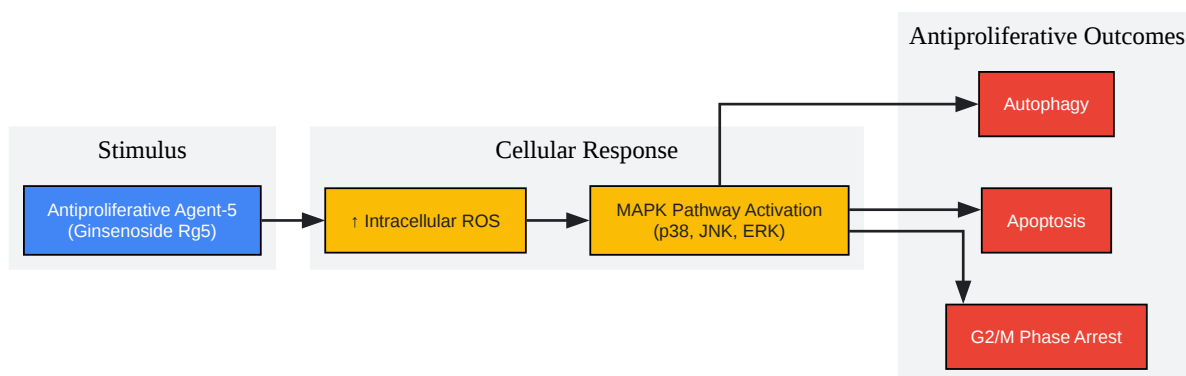 Stimulus
Antiproliferative Agent-5
(Ginsenoside Rg5)
Cellular Response
↑ Intracellular ROS
MAPK Pathway Activation
(p38, JNK, ERK)
Antiproliferative Outcomes
Autophagy
Apoptosis
G2/M Phase Arrest